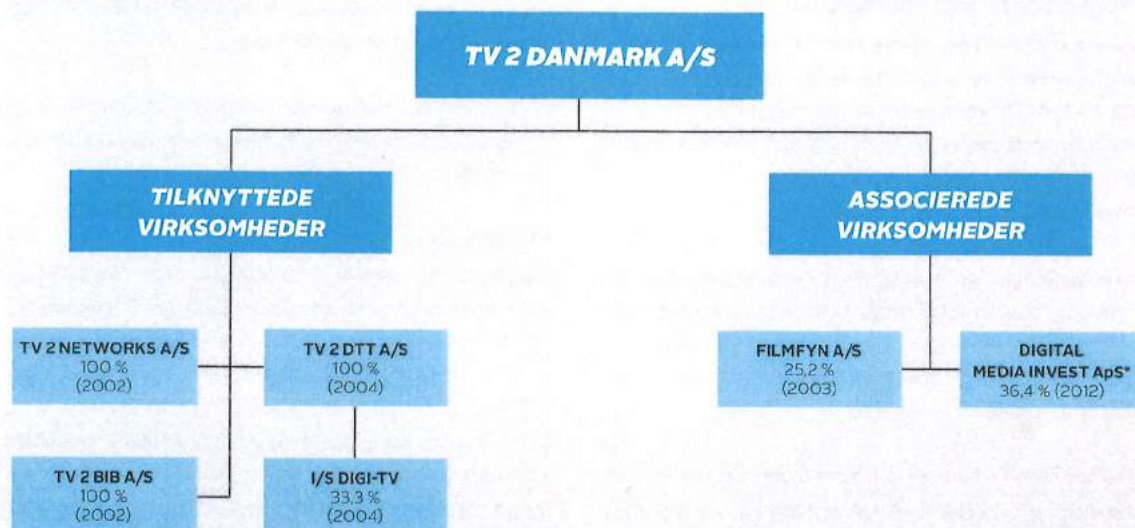 TV 2 DANMARK A/S
TILKNYTTEDE
VIRKSOMHEDER
ASSOCIEREDE
VIRKSOMHEDER
TV 2 NETWORKS A/S
100 %
(2002)
TV 2 DTT A/S
100 %
(2004)
FILMFYN A/S
25,2 %
(2003)
DIGITAL
MEDIA INVEST ApS*
36,4 % (2012)
TV 2 BIB A/S
100 %
(2002)
I/S DIGI-TV
33,3 %
(2004)